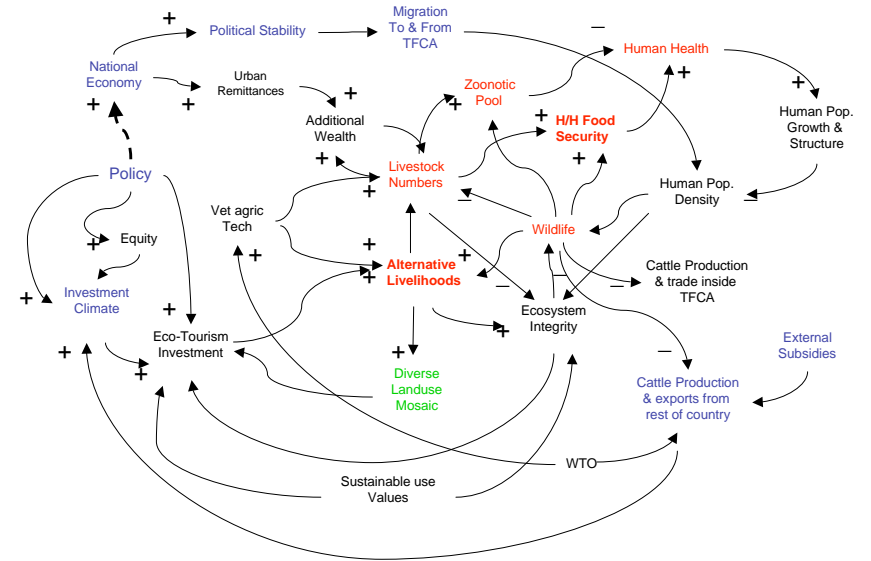 Migration
To & From
TFCA
Political Stability
Human Health
National
Economy
Urban
Remittances
Zoonotic
Pool
Additional
Wealth
H/H Food
Security
Human Pop.
Growth &
Structure
Policy
Livestock
Numbers
Human Pop.
Density
Vet agric
Tech
Equity
Wildlife
Alternative
Livelihoods
Cattle Production
& trade inside
TFCA
Investment
Climate
Ecosystem
Integrity
Eco-Tourism
Investment
External
Subsidies
Diverse
Landuse
Mosaic
Cattle Production
& exports from
rest of country
WTO
Sustainable use
Values